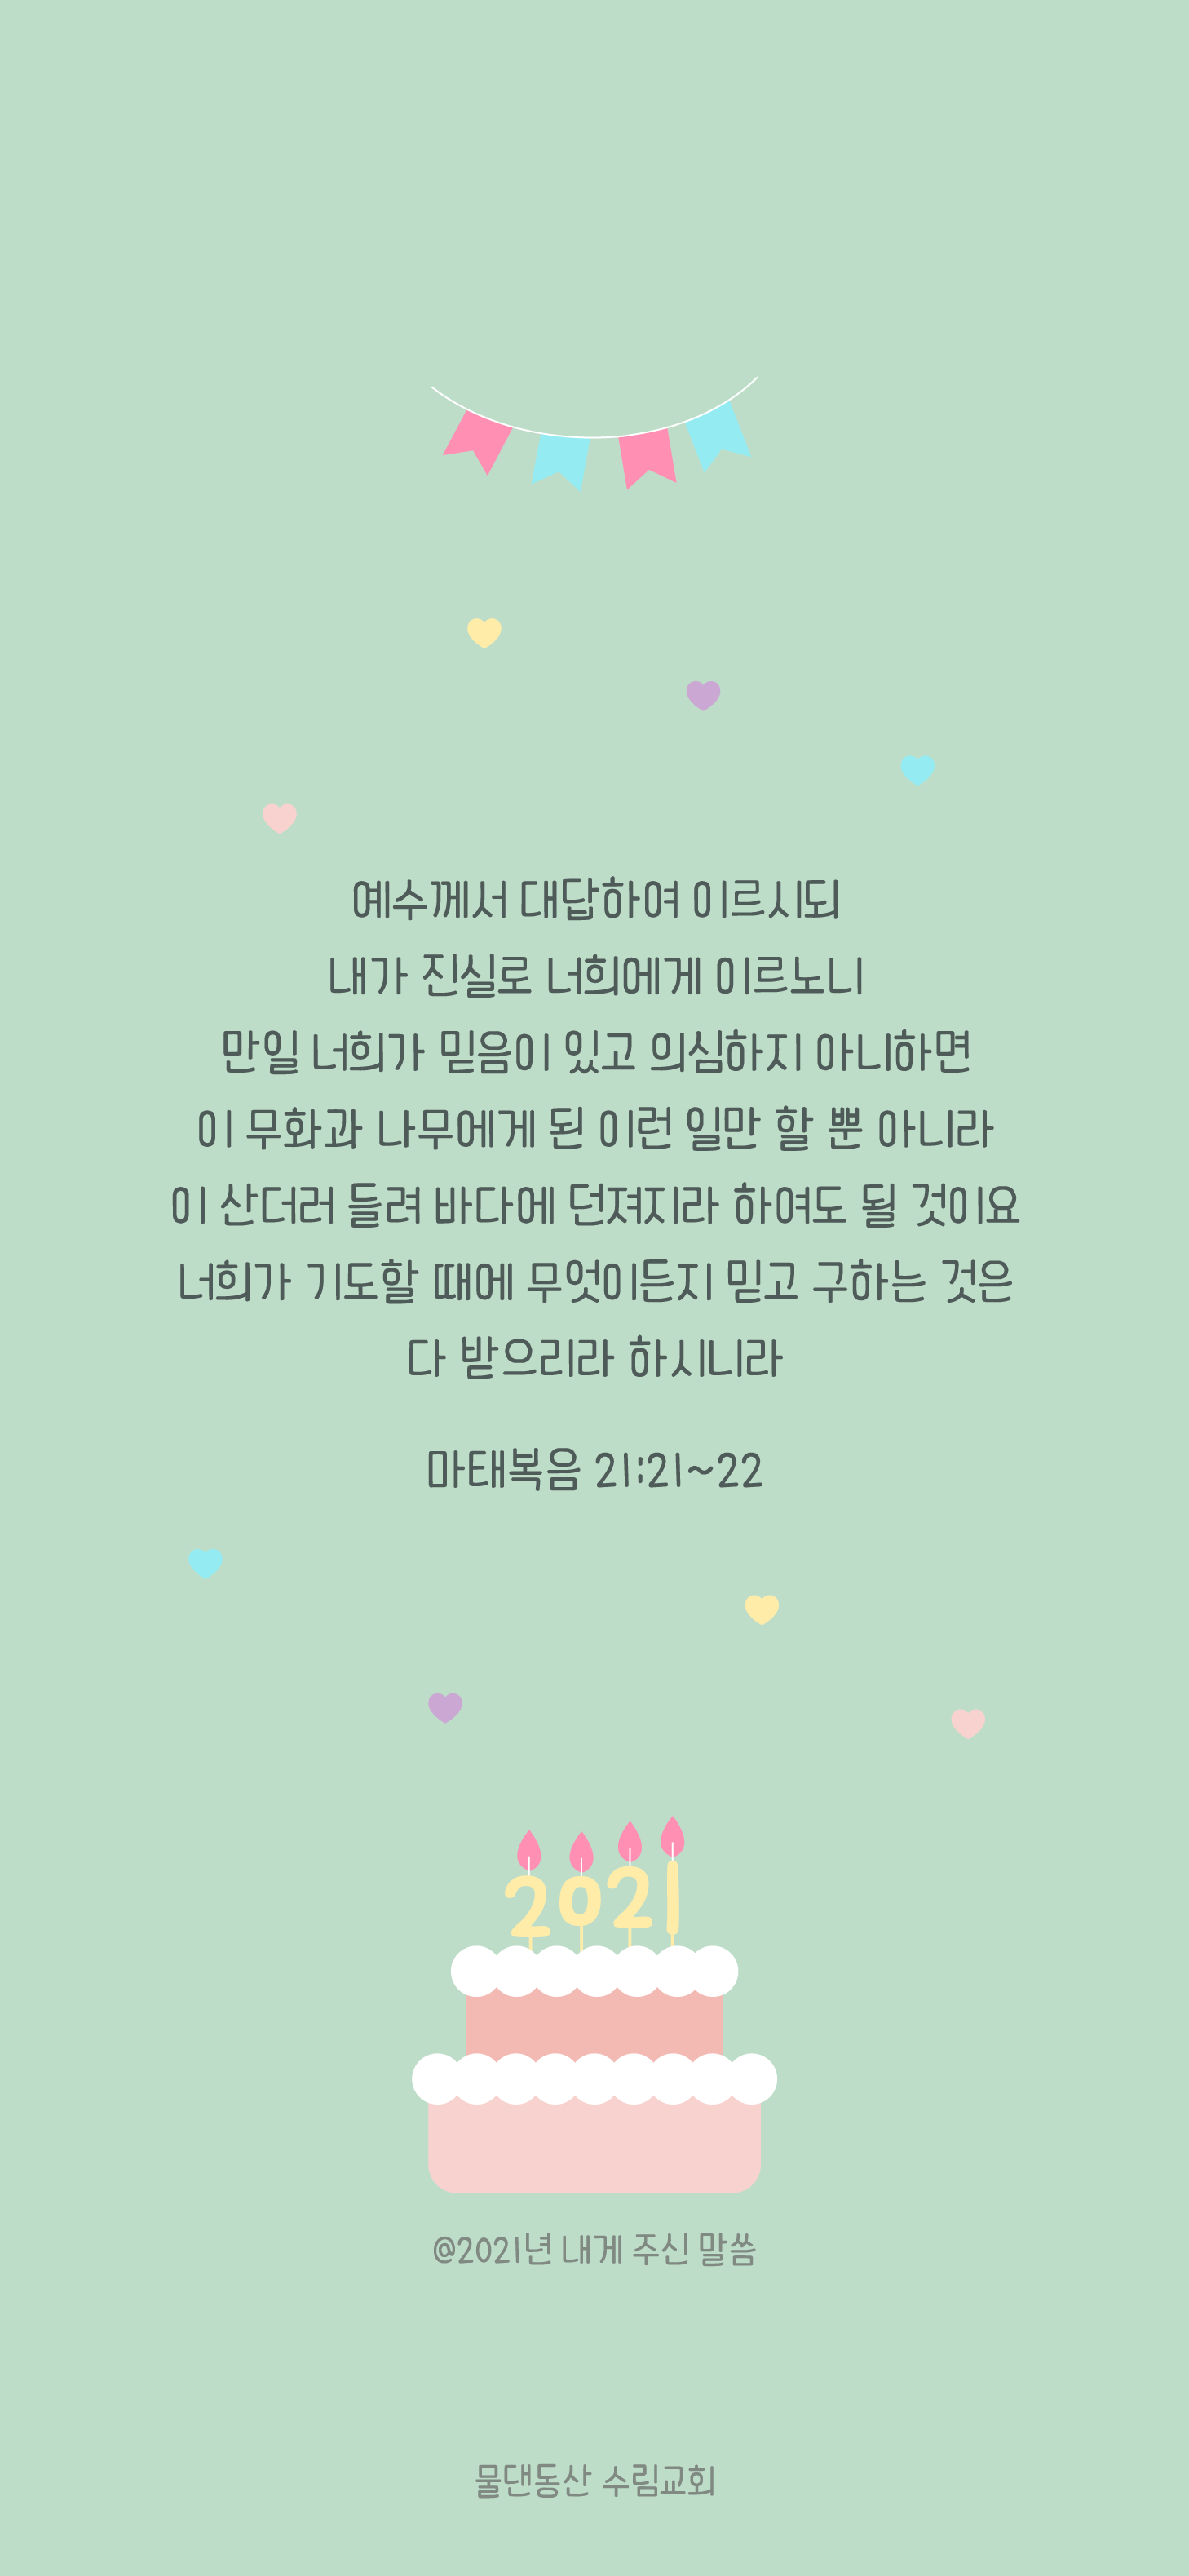 예수께서 대답하여 이르시되
내가 진실로 너희에게 이르노니
만일 너희가 믿음이 있고 의심하지 아니하면
이 무화과 나무에게 된 이런 일만 할 뿐 아니라
이 산더러 들려 바다에 던져지라 하여도 될 것이요
너희가 기도할 때에 무엇이든지 믿고 구하는 것은
다 받으리라 하시니라
마태복음 21:21~22
2021
@2021년 내게 주신 말씀
물댄동산 수림교회